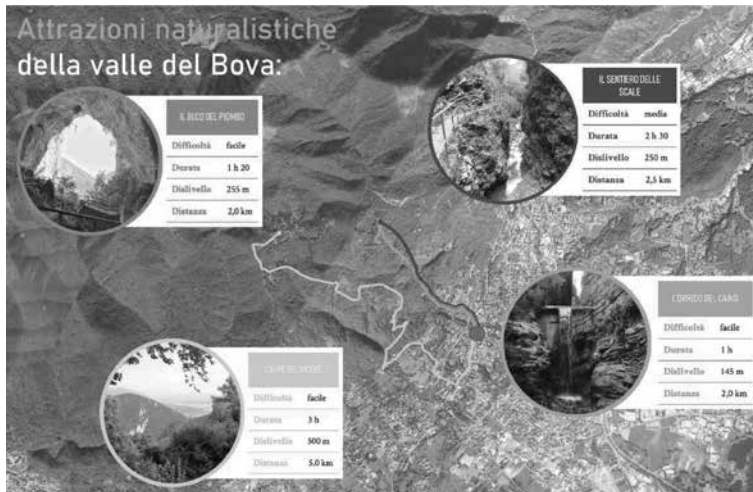 Attrazioni naturalistiche
della valle del Bova:
IL BUCO DEL PIOMBO
Difficoltà facile
Durata 1 h 20
Dislivello 255 m
Distanza 2,0 km
IL SENTIERO DELLE
SCALE
Difficoltà media
Durata 2 h 30
Dislivello 250 m
Distanza 2,5 km
L'ORRIDO DEL CAINO
Difficoltà facile
Durata 1 h
Dislivello 145 m
Distanza 2,0 km
Difficoltà facile
Durata 3 h
Dislivello 500 m
Distanza 5,0 km